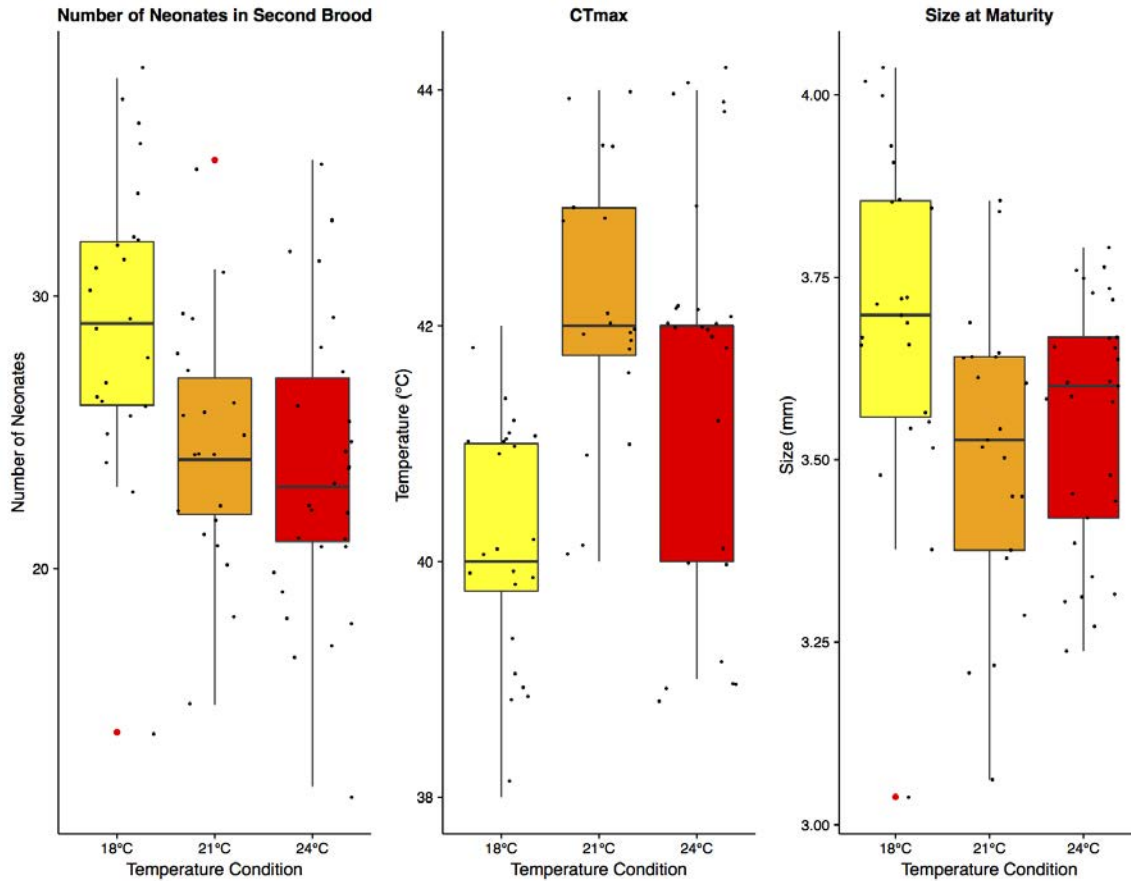 Number of Neonates in Second Brood
Number of Neonates
30
20
18°C
21°C
24°C
Temperature Condition
CTmax
Temperature (°C)
44
42
40
38
18°C
21°C
24°C
Temperature Condition
Size at Maturity
Size (mm)
4.00
3.75
3.50
3.25
3.00
18°C
21°C
24°C
Temperature Condition